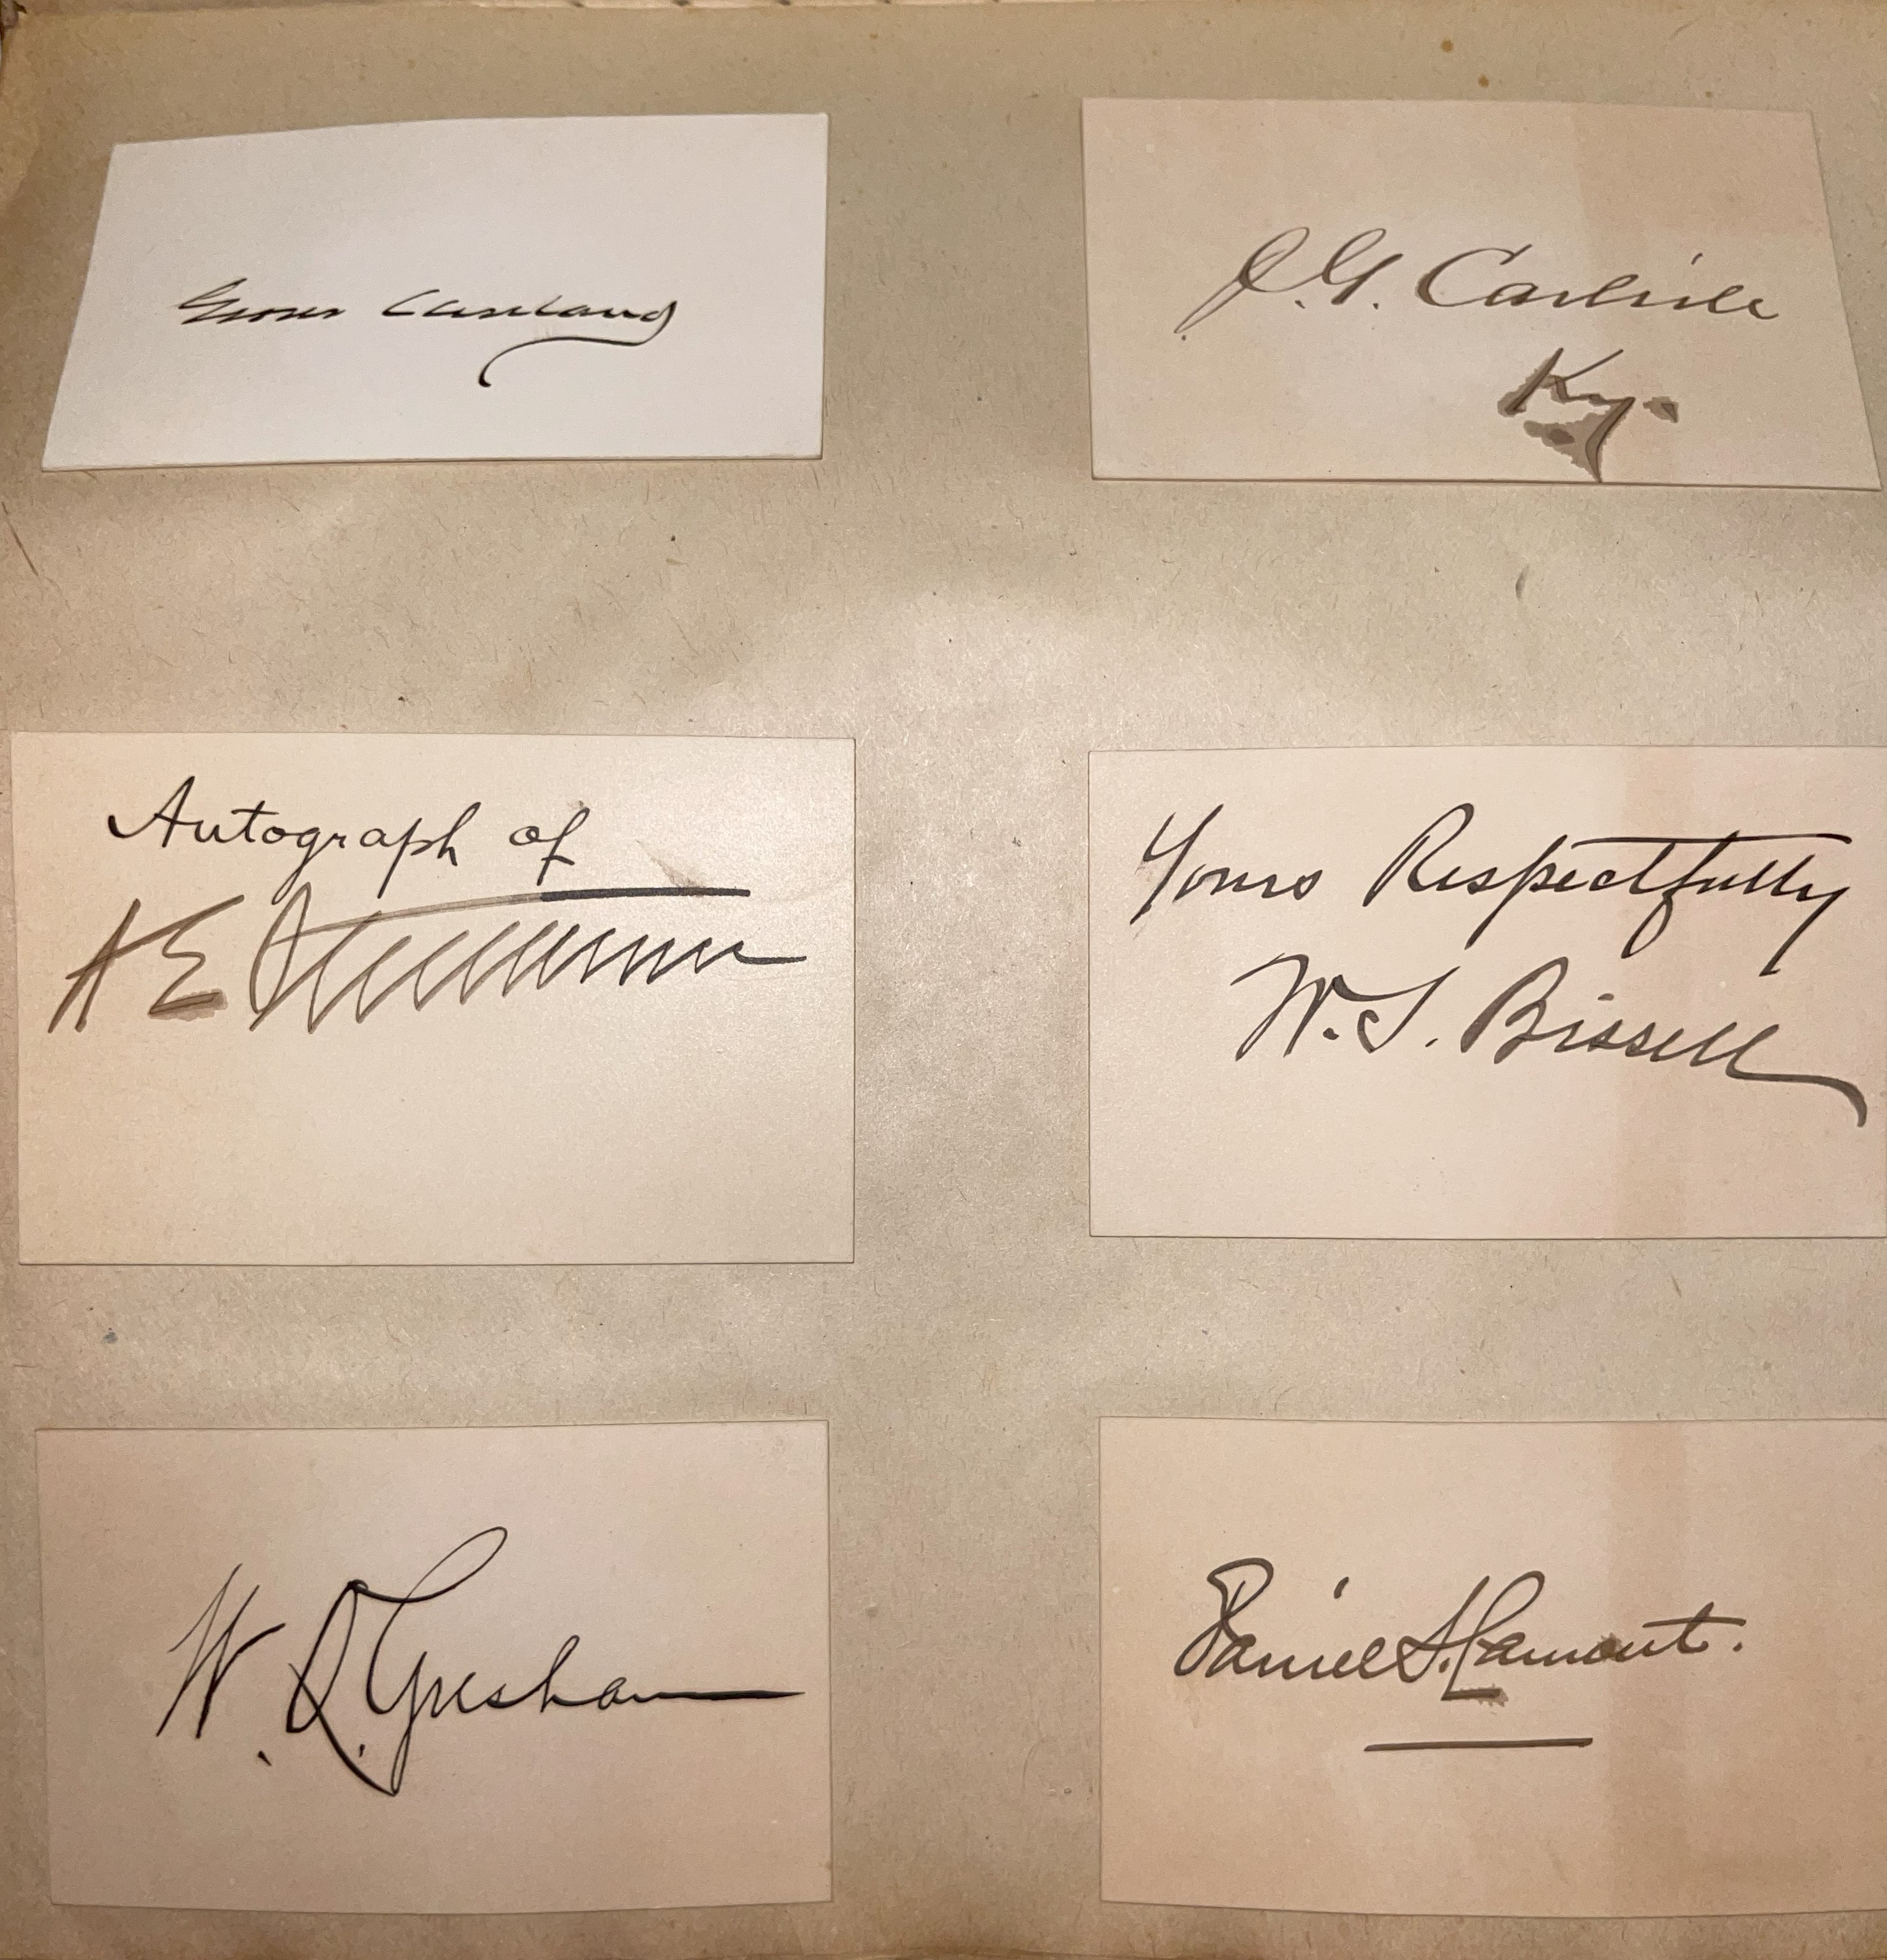 Grover Cleveland
J. G. Carlisle
Ky.
Autograph of
A E Stevenson
Yours Respectfully
W. S. Bissell
W. Q. Gresham
Daniel S. Lamont.